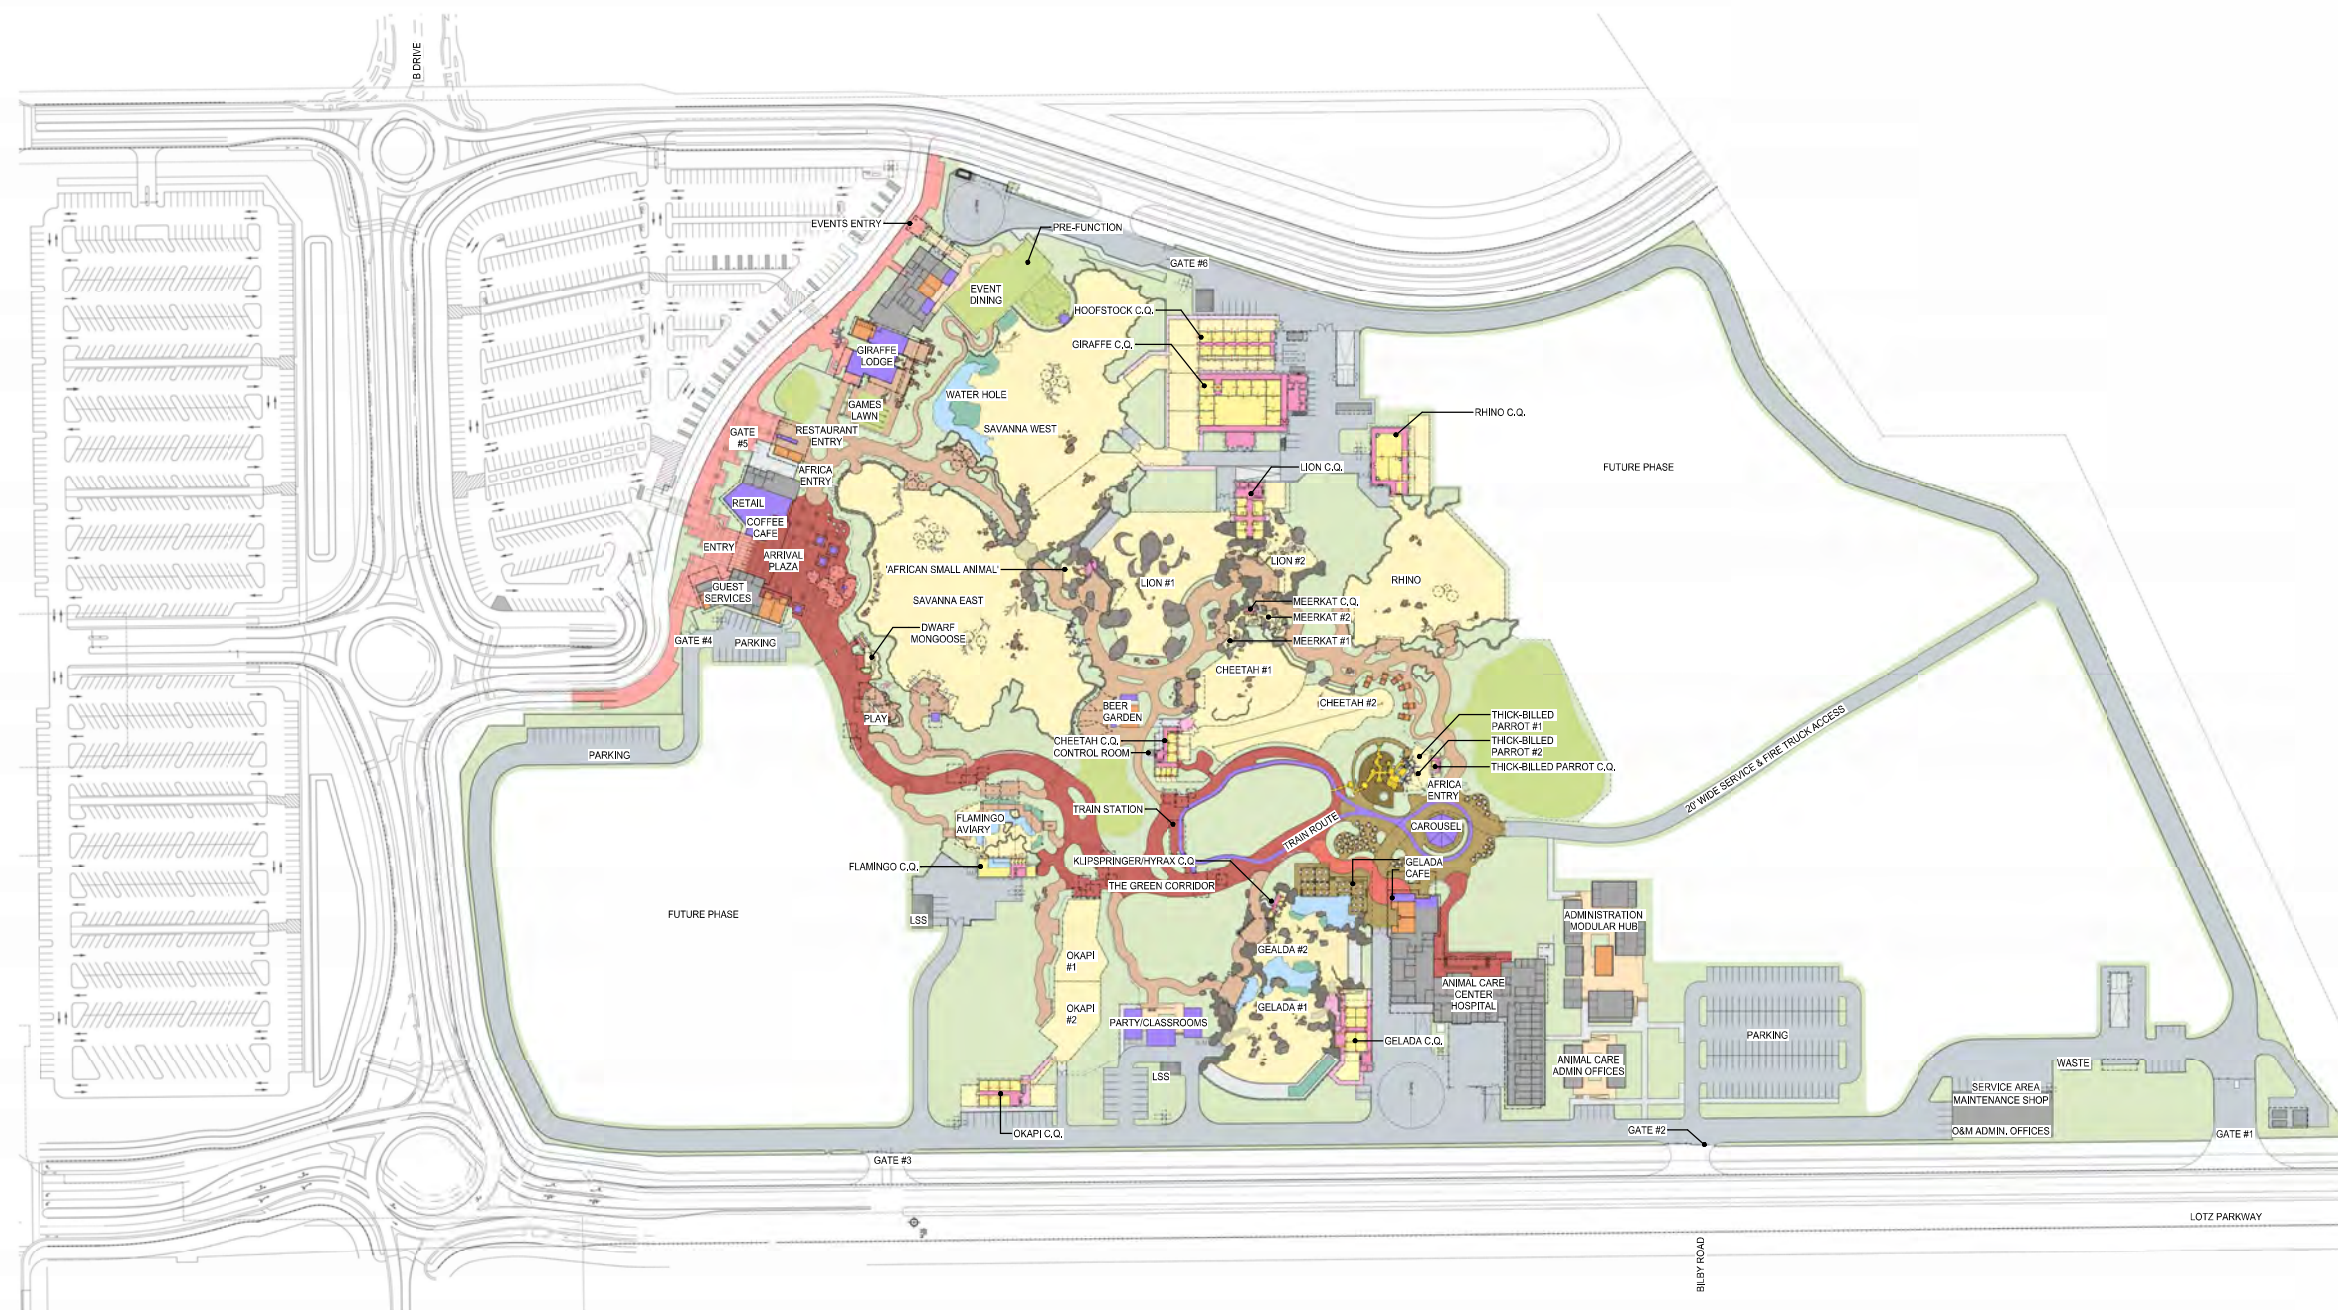 B DRIVE
EVENTS ENTRY
PRE-FUNCTION
GATE #6
EVENT
DINING
HOOFSTOCK C.Q.
GIRAFFE C.Q.
GIRAFFE
LODGE
WATER HOLE
GAMES
LAWN
SAVANNA WEST
RHINO C.Q.
GATE
#5
RESTAURANT
ENTRY
AFRICA
ENTRY
LION C.Q.
FUTURE PHASE
RETAIL
COFFEE
CAFE
ENTRY
ARRIVAL
PLAZA
'AFRICAN SMALL ANIMAL'
LION #1
LION #2
RHINO
GUEST
SERVICES
SAVANNA EAST
MEERKAT C.Q.
MEERKAT #2
MEERKAT #1
DWARF
MONGOOSE
GATE #4
PARKING
CHEETAH #1
CHEETAH #2
BEER
GARDEN
PLAY
THICK-BILLED
PARROT #1
THICK-BILLED
PARROT #2
THICK-BILLED PARROT C.Q.
CHEETAH C.Q.
CONTROL ROOM
PARKING
20' WIDE SERVICE & FIRE TRUCK ACCESS
AFRICA
ENTRY
TRAIN STATION
FLAMINGO
AVIARY
TRAIN ROUTE
CAROUSEL
FLAMINGO C.Q.
KLIPSPRINGER/HYRAX C.Q
GELADA
CAFE
THE GREEN CORRIDOR
FUTURE PHASE
LSS
ADMINISTRATION
MODULAR HUB
GEALDA #2
OKAPI
#1
ANIMAL CARE
CENTER
HOSPITAL
OKAPI
#2
GELADA #1
PARTY/CLASSROOMS
PARKING
GELADA C.Q.
ANIMAL CARE
ADMIN OFFICES
WASTE
LSS
SERVICE AREA
MAINTENANCE SHOP
O&M ADMIN. OFFICES
OKAPI C.Q.
GATE #2
GATE #1
GATE #3
LOTZ PARKWAY
BILBY ROAD